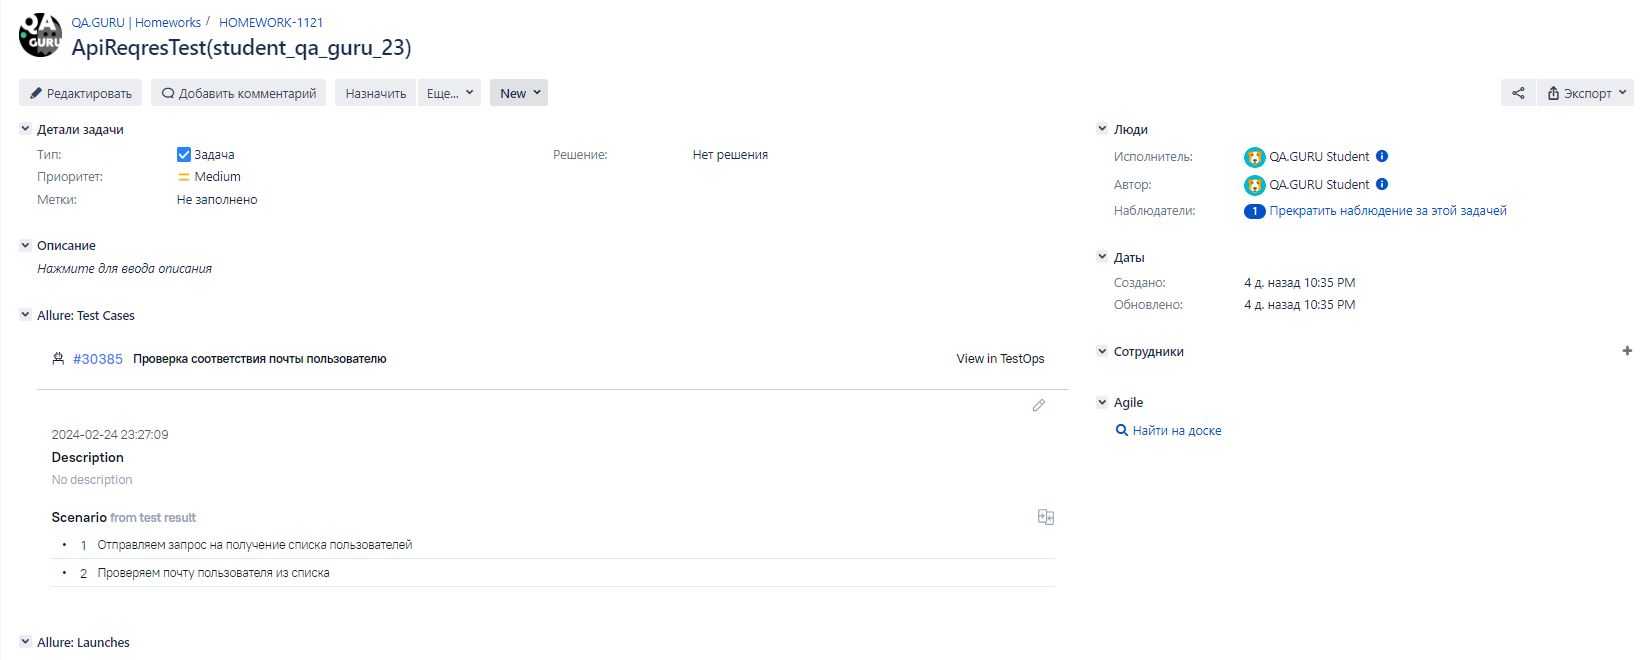 QA
GURU
QA.GURU | Homeworks / HOMEWORK-1121
ApiReqresTest(student_qa_guru_23)
Редактировать Добавить комментарий Назначить Еще... New Экспорт
Детали задачи
Тип: Задача Решение: Нет решения
Приоритет: Medium
Метки: Не заполнено
Описание
Нажмите для ввода описания
Allure: Test Cases
#30385 Проверка соответствия почты пользователю View in TestOps
2024-02-24 23:27:09
Description
No description
Scenario from test result
• 1 Отправляем запрос на получение списка пользователей
• 2 Проверяем почту пользователя из списка
Allure: Launches
Люди
Исполнитель: QA.GURU Student
Автор: QA.GURU Student
Наблюдатели: 1 Прекратить наблюдение за этой задачей
Даты
Создано: 4 д. назад 10:35 PM
Обновлено: 4 д. назад 10:35 PM
Сотрудники
Agile
Найти на доске